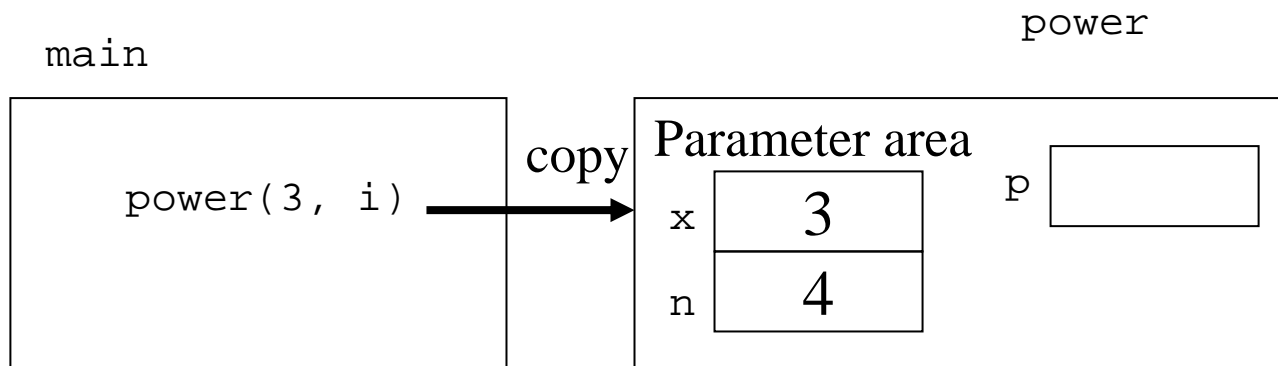 power
main
copy
Parameter area
power(3, i)
p
x 3
n 4